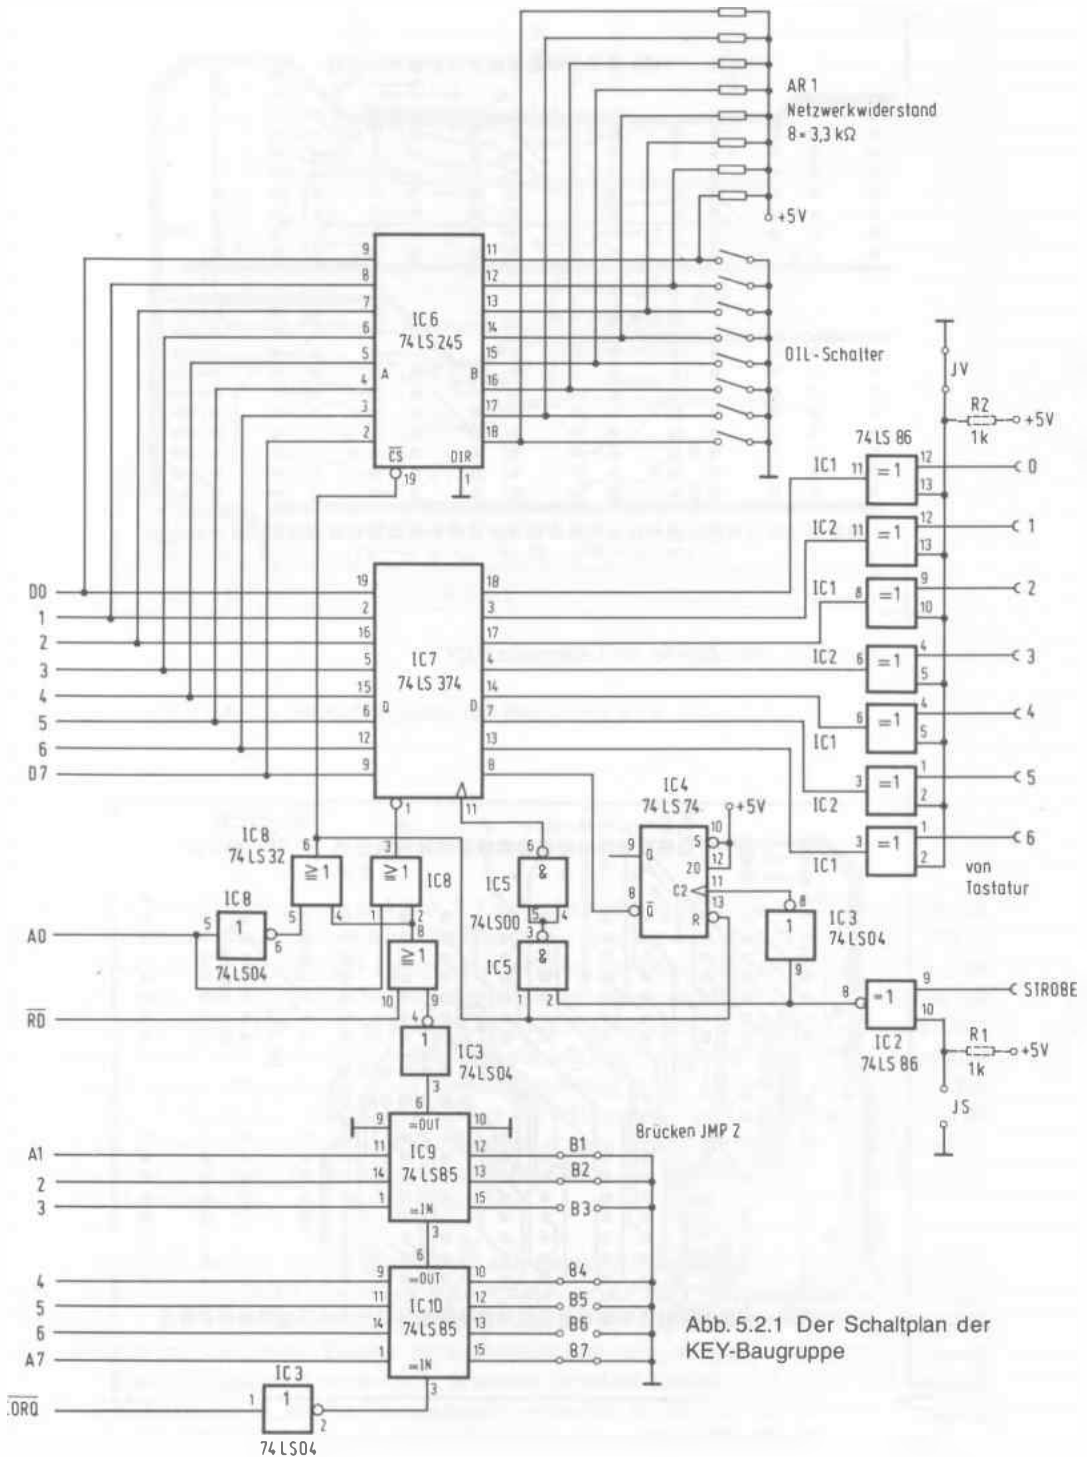 AR 1
Netzwerkwiderstand
8 × 3,3 kΩ
+5V
9 11
8 12
7 13
6 IC 6 14
74 LS 245
5 15
4 A B 16
3 17
2 18
CS DIR
19 1
DIL-Schalter
JV
R2
+5V
1k
74 LS 86
IC1 11 =1 12 13 0
IC2 11 =1 12 13 1
IC1 8 =1 9 10 2
IC2 6 =1 4 5 3
IC1 6 =1 4 5 4
IC2 3 =1 1 2 5
IC1 3 =1 1 2 6
von
Tastatur
D0 19 18
1 2 3
2 16 17
3 5 IC7 4
74 LS 374
4 15 14
5 6 Q D 7
6 12 13
D7 9 8
1 11
IC4
74 LS 74
+5V
9 Q S 10
2D 12
C2 11
8 Q R 13
IC8
74 LS 32
6 ≥1 5 4
3 ≥1 IC8 1 2
8 ≥1 10 9
6 & IC5 5 4
74LS00
3 & IC5 1 2
IC8
A0 5 1 6
74LS04
RD
8 1 IC 3
74LS04
9
8 =1 9 STROBE
10
IC2
74 LS 86
R1
+5V
1k
JS
4 1 IC3
74LS04
3
6
9 =OUT 10
A1 11 IC9 12 B1
2 14 74LS85 13 B2
3 1 =IN 15 B3
3
Brücken JMP 2
6
4 9 =OUT 10 B4
5 11 IC10 12 B5
6 14 74LS85 13 B6
A7 1 =IN 15 B7
3
IC 3
IORQ 1 1 2
74 LS04
Abb. 5.2.1 Der Schaltplan der
KEY-Baugruppe